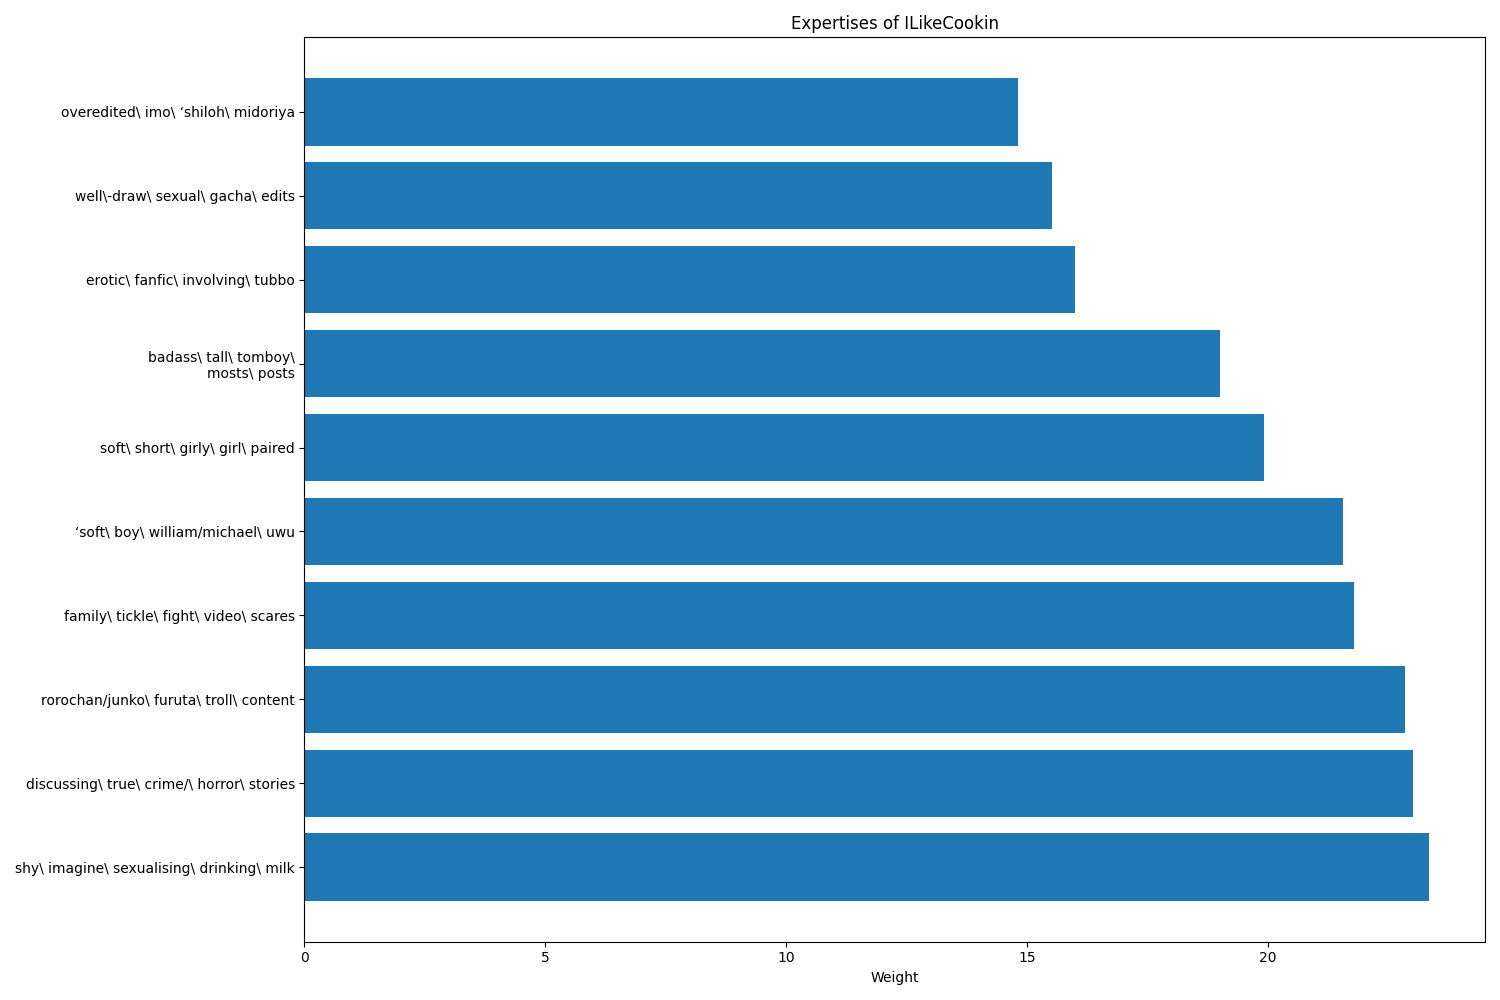 Expertises of ILikeCookin
overedited\ imo\ ‘shiloh\ midoriya
well\-draw\ sexual\ gacha\ edits
erotic\ fanfic\ involving\ tubbo
badass\ tall\ tomboy\
mosts\ posts
soft\ short\ girly\ girl\ paired
‘soft\ boy\ william/michael\ uwu
family\ tickle\ fight\ video\ scares
rorochan/junko\ furuta\ troll\ content
discussing\ true\ crime/\ horror\ stories
shy\ imagine\ sexualising\ drinking\ milk
0 5 10 15 20
Weight